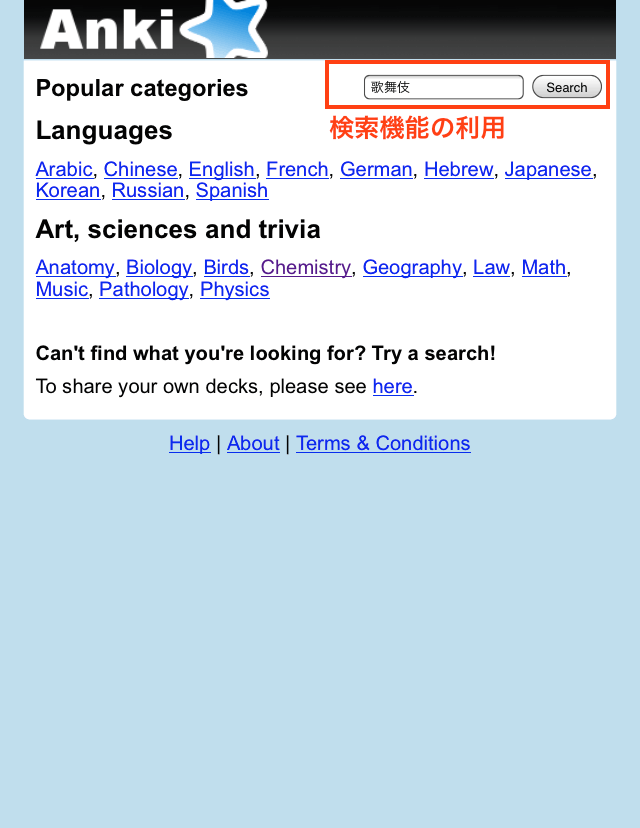 Anki
Popular categories
歌舞伎 Search
検索機能の利用
Languages
Arabic, Chinese, English, French, German, Hebrew, Japanese,
Korean, Russian, Spanish
Art, sciences and trivia
Anatomy, Biology, Birds, Chemistry, Geography, Law, Math,
Music, Pathology, Physics
Can't find what you're looking for? Try a search!
To share your own decks, please see here.
Help | About | Terms & Conditions